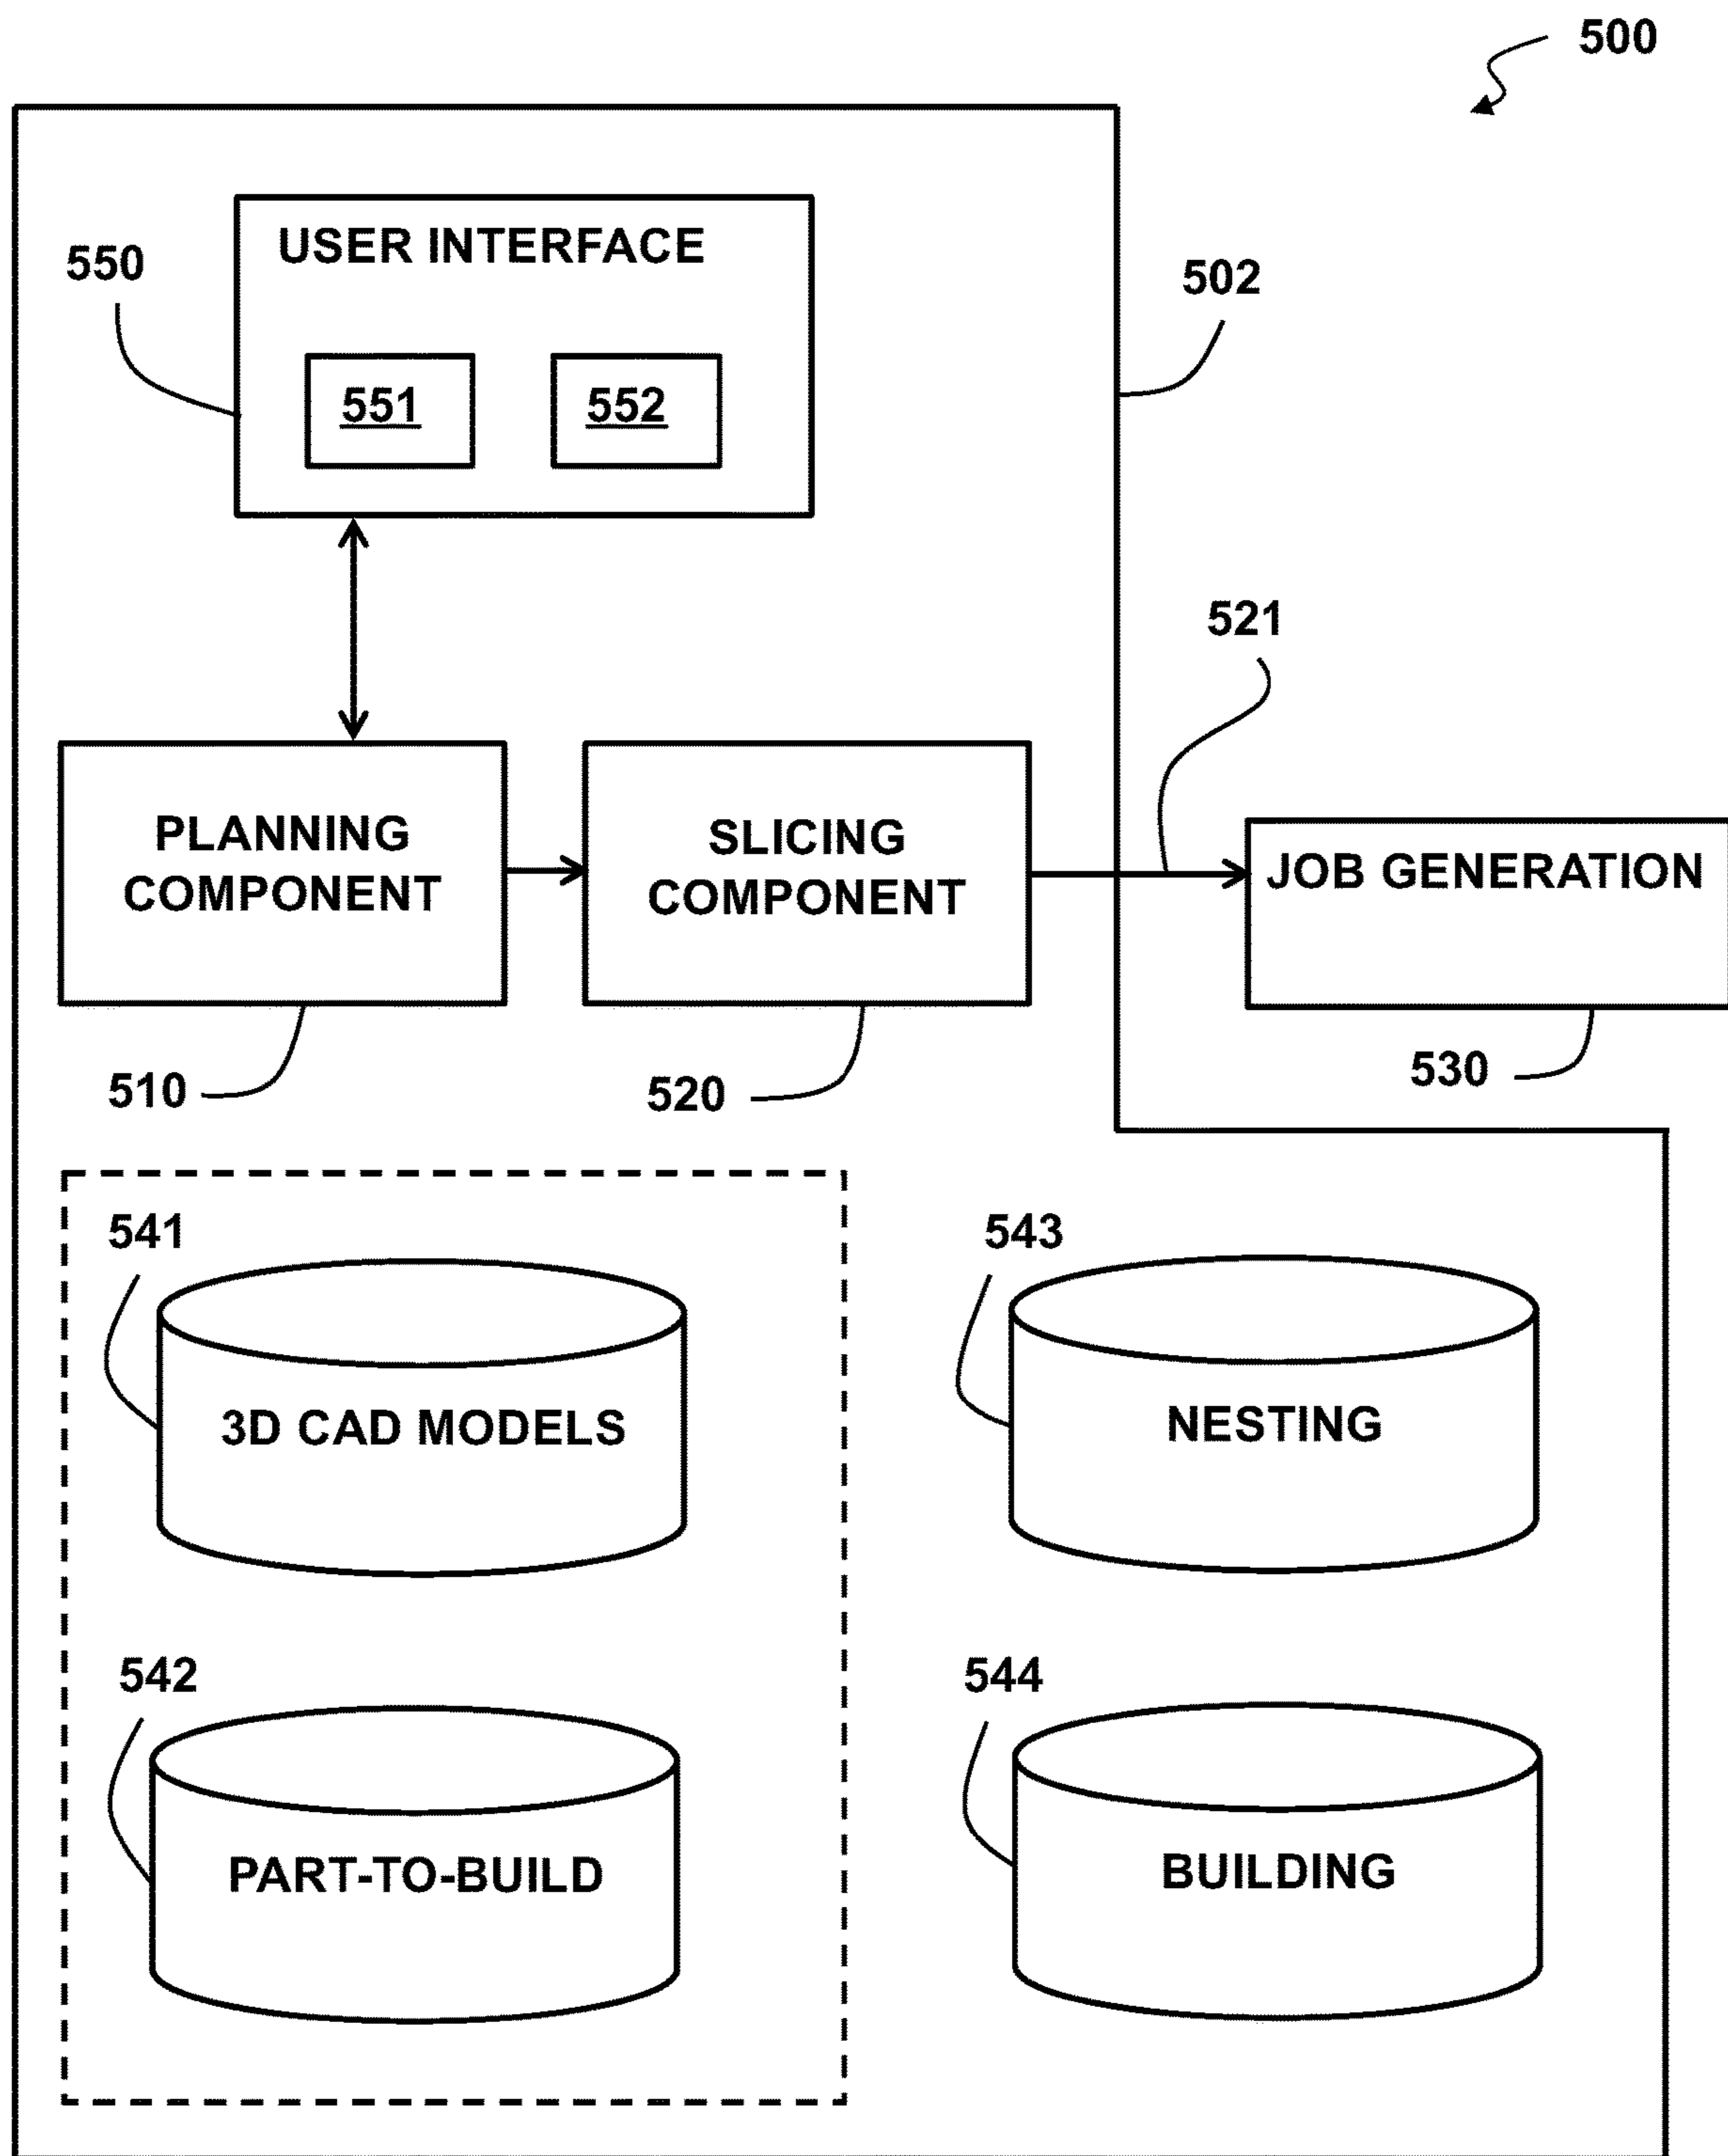 500
USER INTERFACE
550
502
551
552
521
PLANNING
COMPONENT
SLICING
COMPONENT
JOB GENERATION
510
520
530
541
543
3D CAD MODELS
NESTING
542
544
PART-TO-BUILD
BUILDING